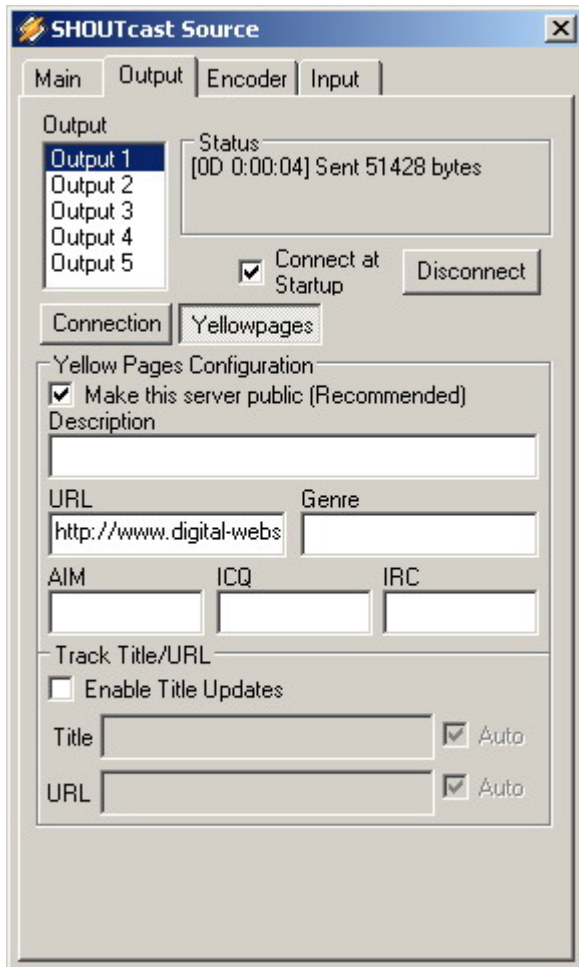 SHOUTcast Source
Main Output Encoder Input
Output
Output 1
Output 2
Output 3
Output 4
Output 5
Status
[0D 0:00:04] Sent 51428 bytes
Connect at
Startup
Disconnect
Connection Yellowpages
Yellow Pages Configuration
Make this server public (Recommended)
Description
URL Genre
http://www.digital-webs
AIM ICQ IRC
Track Title/URL
Enable Title Updates
Title Auto
URL Auto